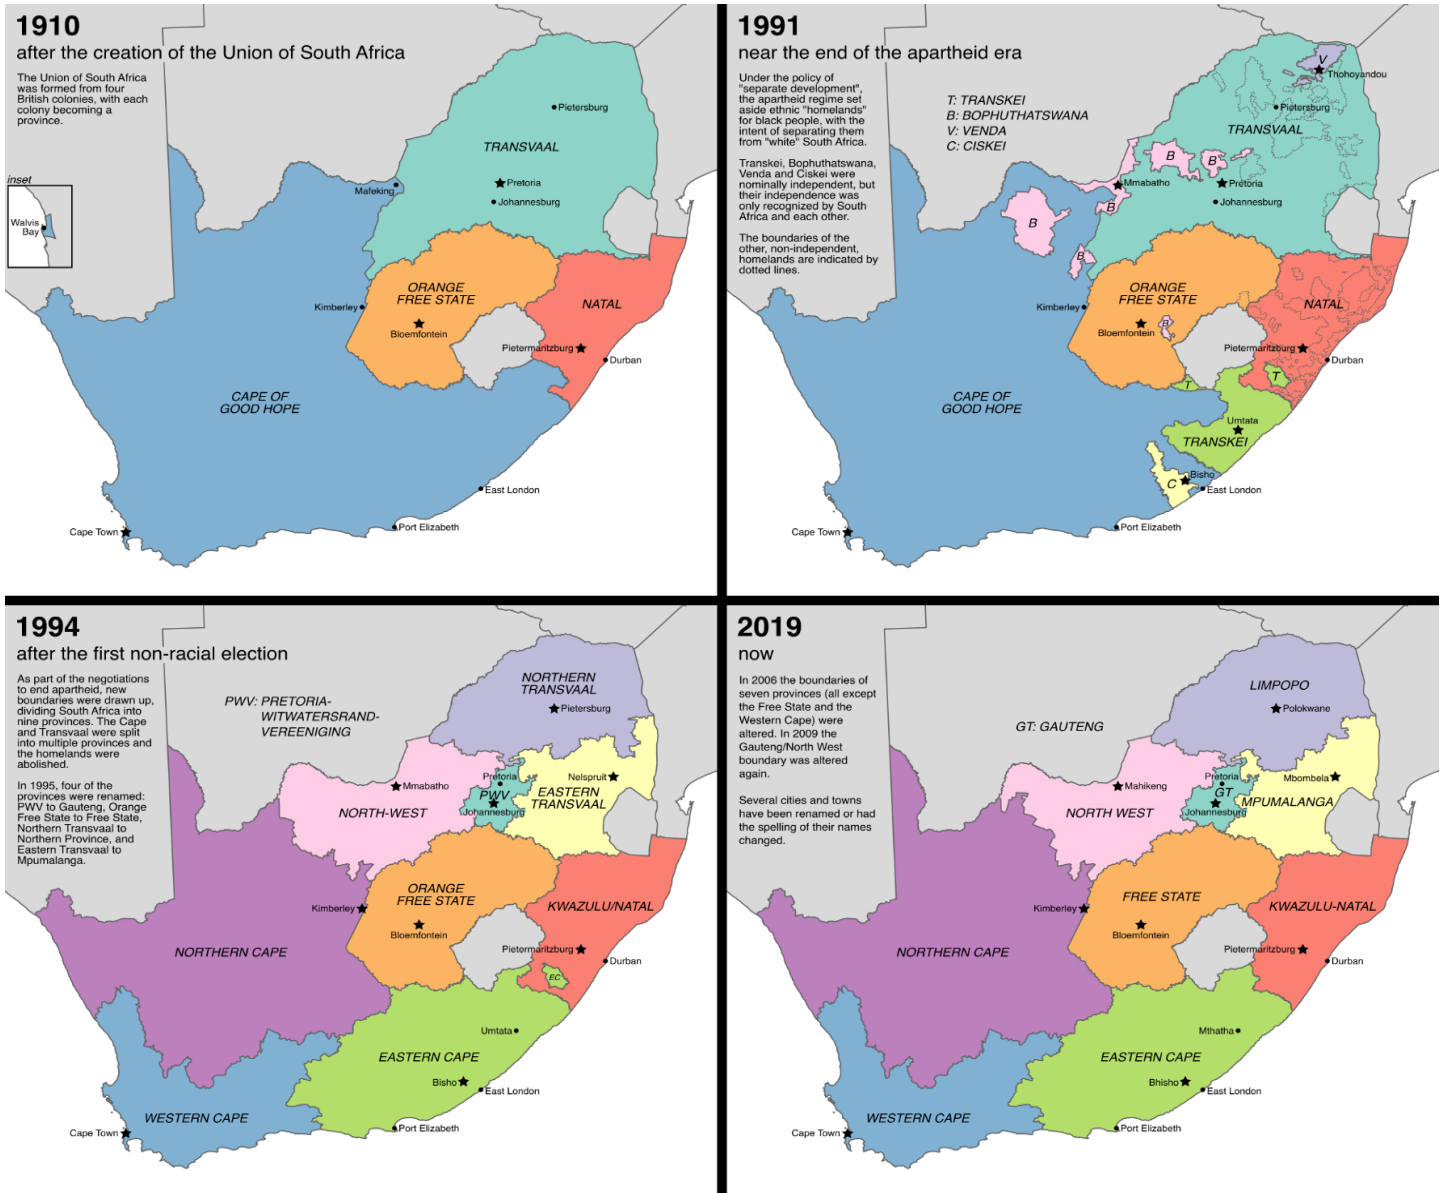 1910
after the creation of the Union of South Africa
The Union of South Africa
was formed from four
British colonies, with each
colony becoming a
province.
inset
Walvis
Bay
Pietersburg
TRANSVAAL
Mafeking
Pretoria
Johannesburg
ORANGE
FREE STATE
Kimberley
Bloemfontein
NATAL
Pietermaritzburg
Durban
CAPE OF
GOOD HOPE
East London
Port Elizabeth
Cape Town
1991
near the end of the apartheid era
Under the policy of
"separate development",
the apartheid regime set
aside ethnic "homelands"
for black people, with the
intent of separating them
from "white" South Africa.
Transkei, Bophuthatswana,
Venda and Ciskei were
nominally independent, but
their independence was
only recognized by South
Africa and each other.
The boundaries of the
other, non-independent,
homelands are indicated by
dotted lines.
T: TRANSKEI
B: BOPHUTHATSWANA
V: VENDA
C: CISKEI
V
Thohoyandou
Pietersburg
TRANSVAAL
B
B
Mmabatho
Pretoria
B
Johannesburg
B
B
ORANGE
FREE STATE
Kimberley
B
Bloemfontein
NATAL
Pietermaritzburg
Durban
T
T
CAPE OF
GOOD HOPE
Umtata
TRANSKEI
Bisho
C
East London
Port Elizabeth
Cape Town
1994
after the first non-racial election
As part of the negotiations
to end apartheid, new
boundaries were drawn up,
dividing South Africa into
nine provinces. The Cape
and Transvaal were split
into multiple provinces and
the homelands were
abolished.
In 1995, four of the
provinces were renamed:
PWV to Gauteng, Orange
Free State to Free State,
Northern Transvaal to
Northern Province, and
Eastern Transvaal to
Mpumalanga.
PWV: PRETORIA-
WITWATERSRAND-
VEREENIGING
NORTHERN
TRANSVAAL
Pietersburg
Mmabatho
Pretoria
Nelspruit
PWV
EASTERN
TRANSVAAL
NORTH-WEST
Johannesburg
ORANGE
FREE STATE
Kimberley
Bloemfontein
KWAZULU/NATAL
Pietermaritzburg
Durban
EC
NORTHERN CAPE
Umtata
EASTERN CAPE
Bisho
East London
WESTERN CAPE
Port Elizabeth
Cape Town
2019
now
In 2006 the boundaries of
seven provinces (all except
the Free State and the
Western Cape) were
altered. In 2009 the
Gauteng/North West
boundary was altered
again.
Several cities and towns
have been renamed or had
the spelling of their names
changed.
GT: GAUTENG
LIMPOPO
Polokwane
Mahikeng
Pretoria
Mbombela
GT
MPUMALANGA
NORTH WEST
Johannesburg
FREE STATE
Kimberley
Bloemfontein
KWAZULU-NATAL
Pietermaritzburg
Durban
NORTHERN CAPE
Mthatha
EASTERN CAPE
Bhisho
East London
WESTERN CAPE
Port Elizabeth
Cape Town